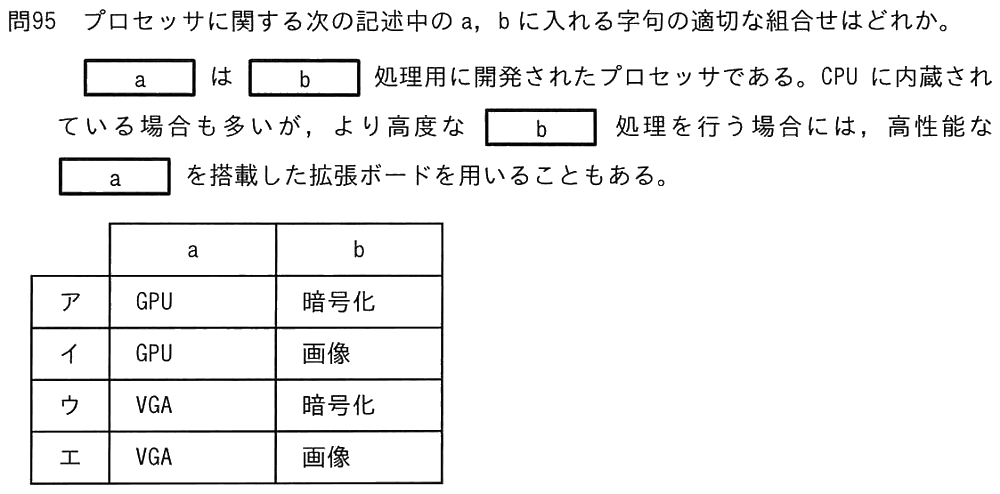 問95 プロセッサに関する次の記述中の a，b に入れる字句の適切な組合せはどれか。
a は b 処理用に開発されたプロセッサである。CPU に内蔵され
ている場合も多いが，より高度な b 処理を行う場合には，高性能な
a を搭載した拡張ボードを用いることもある。
a b
ア GPU 暗号化
イ GPU 画像
ウ VGA 暗号化
エ VGA 画像